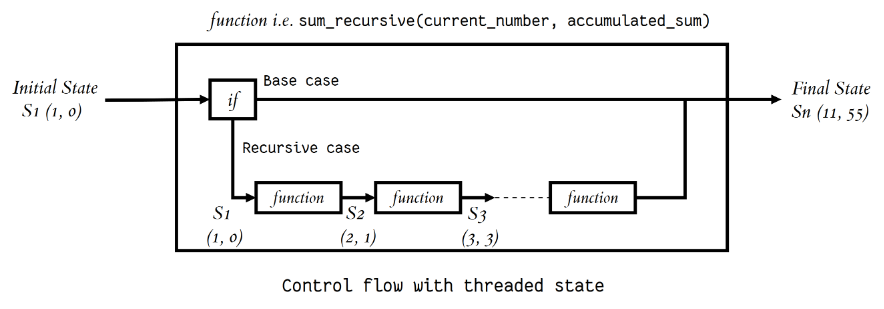 function i.e. sum_recursive(current_number, accumulated_sum)
Initial State
S1 (1, 0)
if
Base case
Final State
Sn (11, 55)
Recursive case
function
function
function
S1
(1, 0)
S2
(2, 1)
S3
(3, 3)
Control flow with threaded state